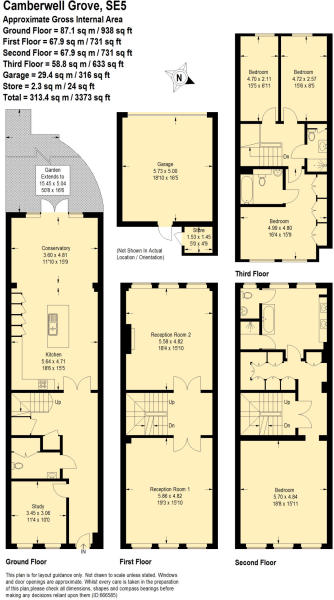 Camberwell Grove, SE5
Approximate Gross Internal Area
Ground Floor = 87.1 sq m / 938 sq ft
First Floor = 67.9 sq m / 731 sq ft
Second Floor = 67.9 sq m / 731 sq ft
Third Floor = 58.8 sq m / 633 sq ft
Garage = 29.4 sq m / 316 sq ft
Store = 2.3 sq m / 24 sq ft
Total = 313.4 sq m / 3373 sq ft
N
Garden
Extends to
15.45 x 5.04
50'8 x 16'6
Conservatory
3.60 x 4.81
11'10 x 15'9
Kitchen
5.64 x 4.71
18'6 x 15'5
Up
Study
3.45 x 3.06
11'4 x 10'0
IN
Ground Floor
Garage
5.73 x 5.00
18'10 x 16'5
Store
1.53 x 1.45
5'0 x 4'9
(Not Shown In Actual
Location / Orientation)
Reception Room 2
5.58 x 4.82
18'4 x 15'10
Up
Dn
Reception Room 1
5.86 x 4.82
19'3 x 15'10
First Floor
Bedroom
4.70 x 2.11
15'5 x 6'11
Bedroom
4.72 x 2.57
15'6 x 8'5
Dn
Bedroom
4.99 x 4.80
16'4 x 15'9
Third Floor
Up
Dn
Bedroom
5.70 x 4.84
18'8 x 15'11
Second Floor
This plan is for layout guidance only. Not drawn to scale unless stated. Windows
and door openings are approximate. Whilst every care is taken in the preparation
of this plan, please check all dimensions, shapes and compass bearings before
making any decisions reliant upon them (ID:666585)